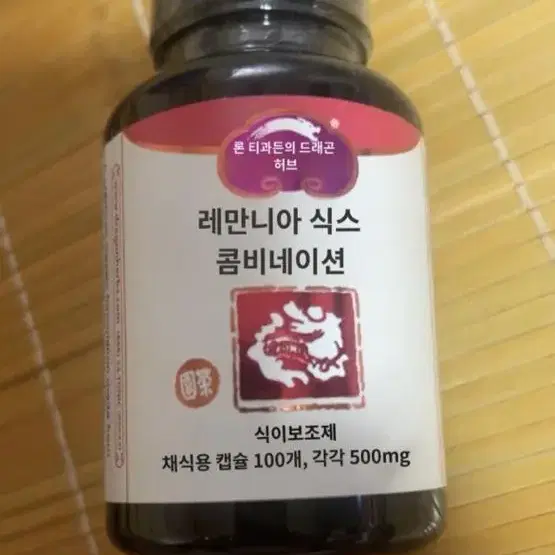 론 티과든의 드래곤
허브
레만니아 식스
콤비네이션
식이보조제
채식용 캡슐 100개, 각각 500mg